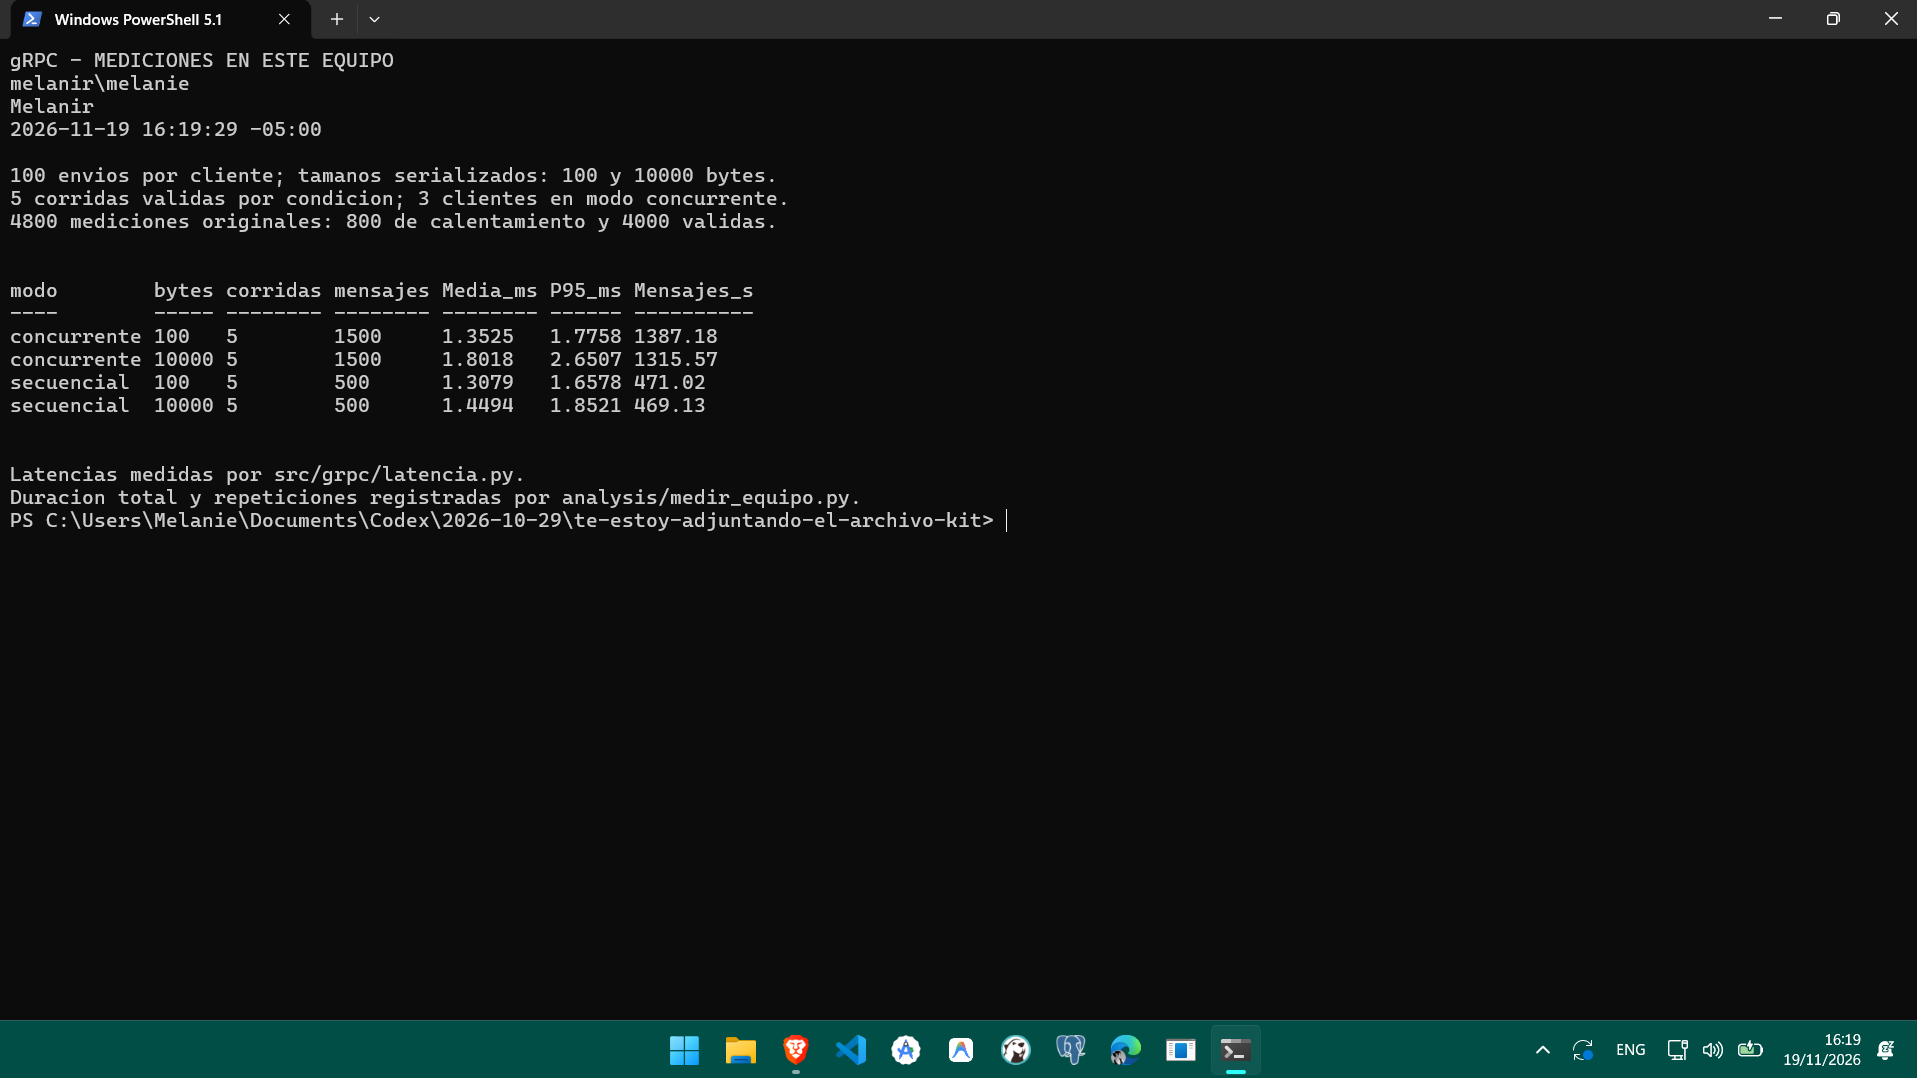 Windows PowerShell 5.1
gRPC - MEDICIONES EN ESTE EQUIPO
melanir\melanie
Melanir
2026-11-19 16:19:29 -05:00
100 envios por cliente; tamanos serializados: 100 y 10000 bytes.
5 corridas validas por condicion; 3 clientes en modo concurrente.
4800 mediciones originales: 800 de calentamiento y 4000 validas.
modo bytes corridas mensajes Media_ms P95_ms Mensajes_s
---- ----- -------- -------- -------- ------ ----------
concurrente 100 5 1500 1.3525 1.7758 1387.18
concurrente 10000 5 1500 1.8018 2.6507 1315.57
secuencial 100 5 500 1.3079 1.6578 471.02
secuencial 10000 5 500 1.4494 1.8521 469.13
Latencias medidas por src/grpc/latencia.py.
Duracion total y repeticiones registradas por analysis/medir_equipo.py.
PS C:\Users\Melanie\Documents\Codex\2026-10-29\te-estoy-adjuntando-el-archivo-kit>
ENG
16:19
19/11/2026